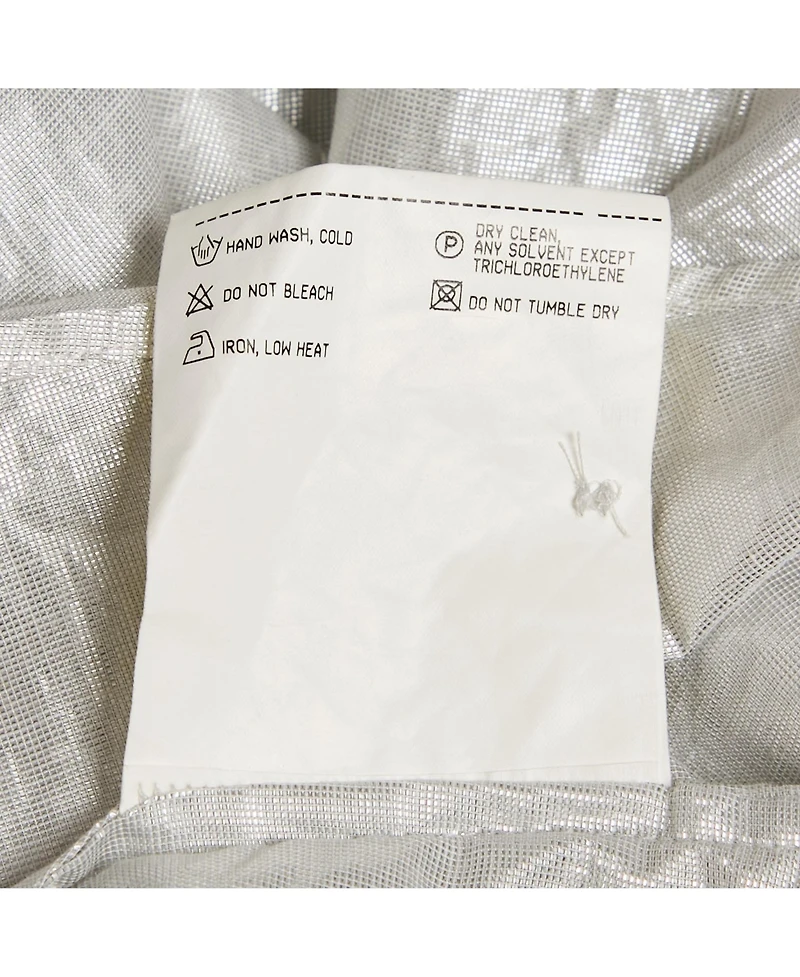 HAND WASH, COLD
DO NOT BLEACH
IRON, LOW HEAT
P
DRY CLEAN,
ANY SOLVENT EXCEPT
TRICHLOROETHYLENE
DO NOT TUMBLE DRY